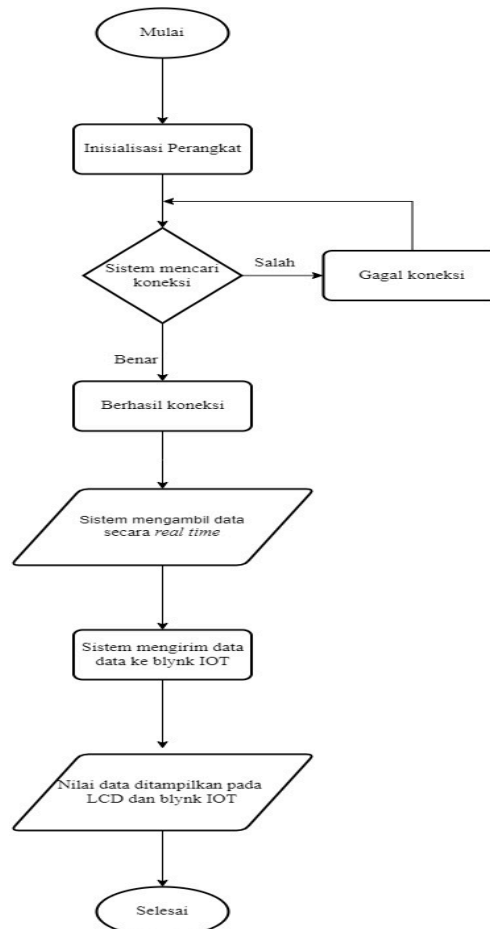 Mulai
Inisialisasi Perangkat
Sistem mencari
koneksi
Salah
Gagal koneksi
Benar
Berhasil koneksi
Sistem mengambil data
secara real time
Sistem mengirim data
data ke blynk IOT
Nilai data ditampilkan pada
LCD dan blynk IOT
Selesai